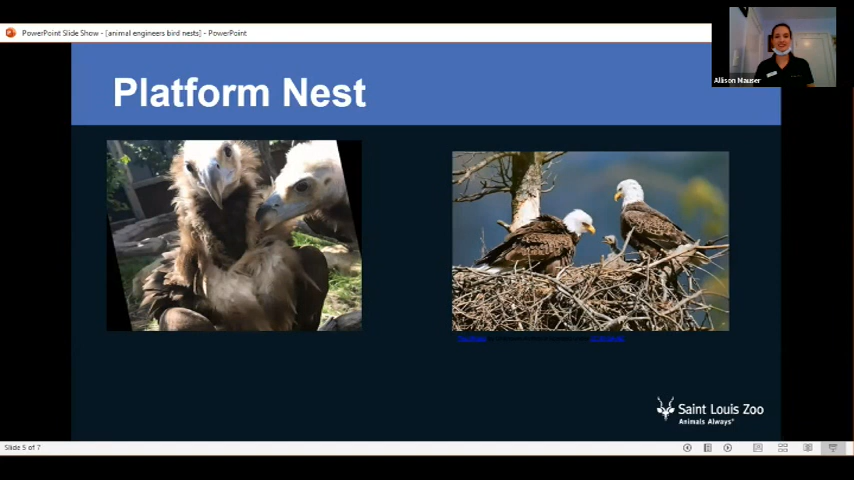 PowerPoint Slide Show - [animal engineers bird nests] - PowerPoint
Allison Mauser
Platform Nest
Saint Louis Zoo
Animals Always®
Slide 5 of 7